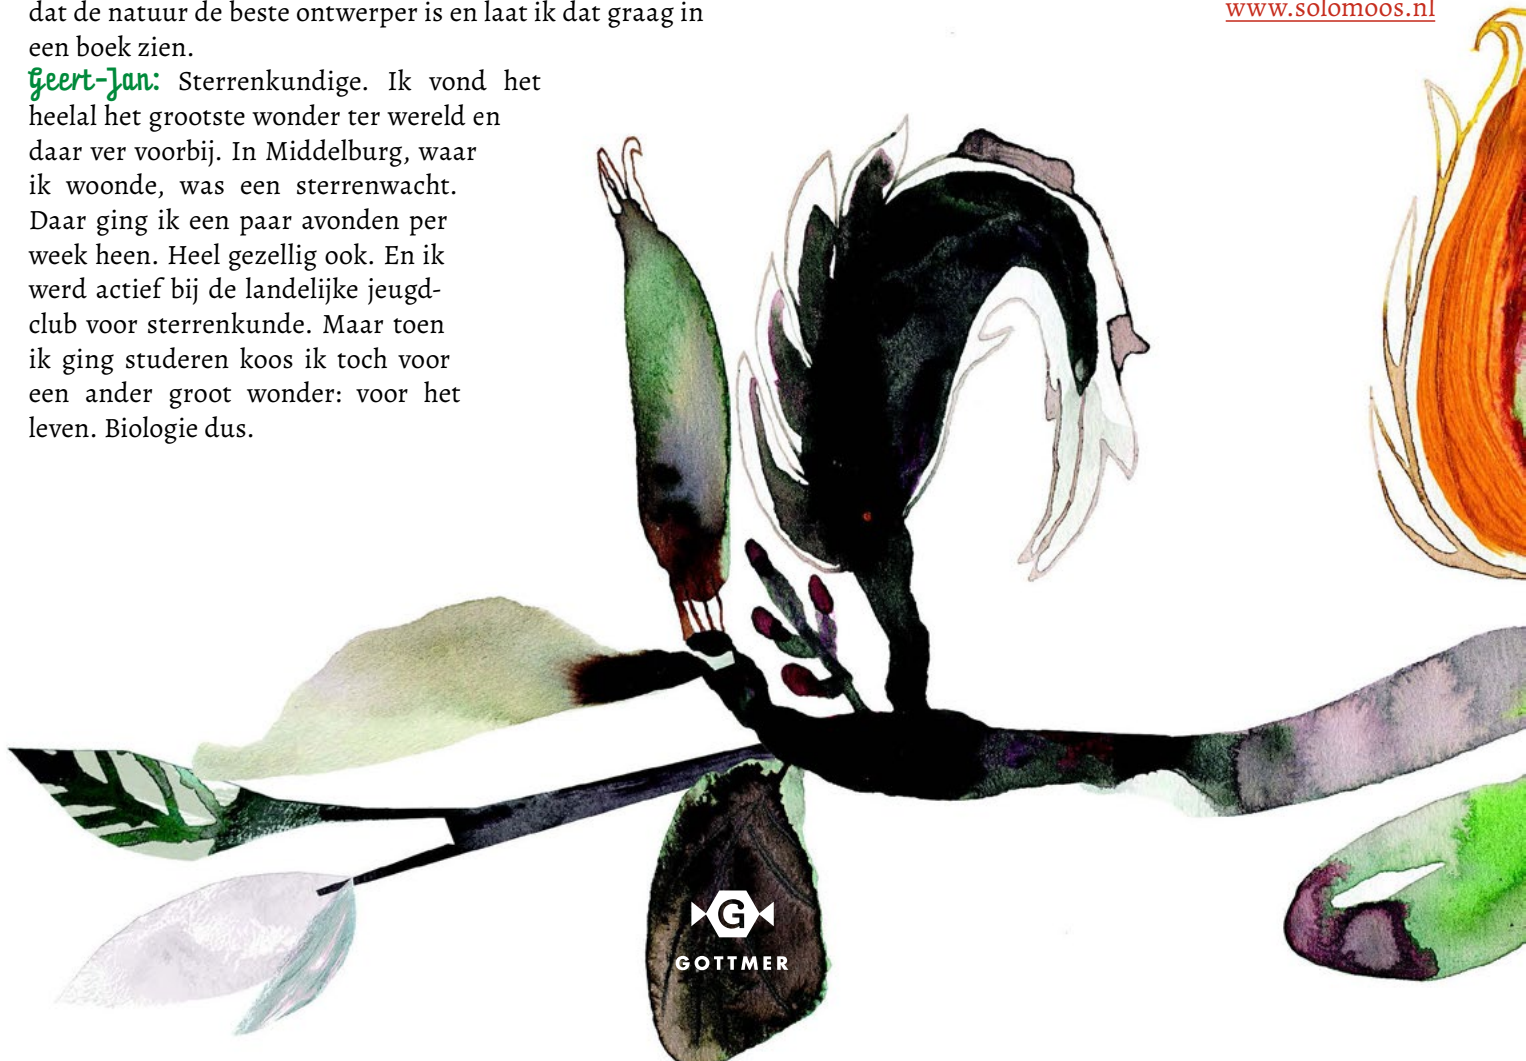 dat de natuur de beste ontwerper is en laat ik dat graag in
een boek zien.
Geert-Jan: Sterrenkundige. Ik vond het
heelal het grootste wonder ter wereld en
daar ver voorbij. In Middelburg, waar
ik woonde, was een sterrenwacht.
Daar ging ik een paar avonden per
week heen. Heel gezellig ook. En ik
werd actief bij de landelijke jeugd-
club voor sterrenkunde. Maar toen
ik ging studeren koos ik toch voor
een ander groot wonder: voor het
leven. Biologie dus.
www.solomoos.nl
G
GOTTMER